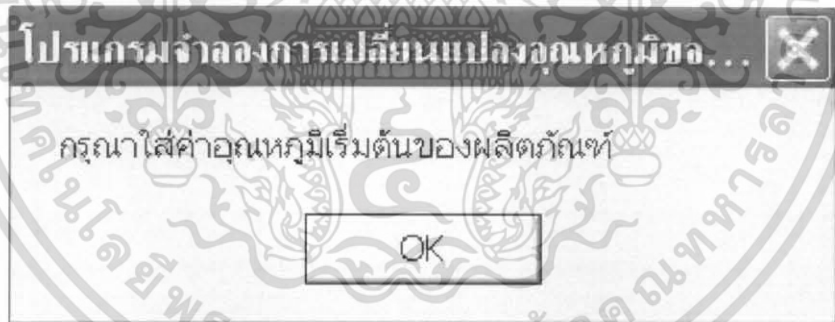 โปรแกรมจำลองการเปลี่ยนแปลงอุณหภูมิขอ...
กรุณาใส่ค่าอุณหภูมิเริ่มต้นของผลิตภัณฑ์
OK